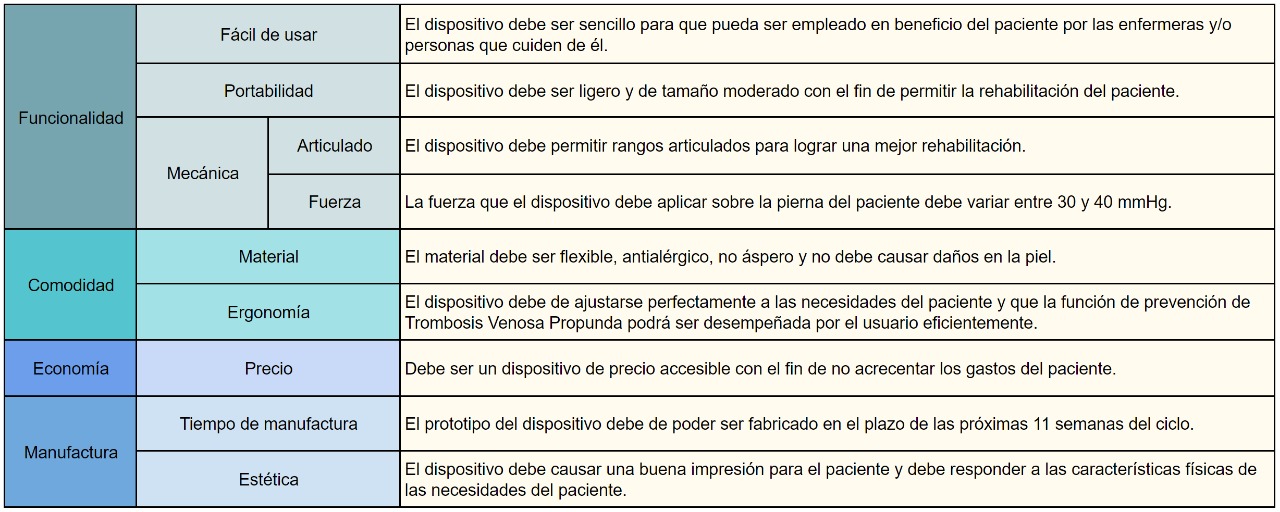 Funcionalidad
Fácil de usar
El dispositivo debe ser sencillo para que pueda ser empleado en beneficio del paciente por las enfermeras y/o
personas que cuiden de él.
Portabilidad
El dispositivo debe ser ligero y de tamaño moderado con el fin de permitir la rehabilitación del paciente.
Mecánica
Articulado
El dispositivo debe permitir rangos articulados para lograr una mejor rehabilitación.
Fuerza
La fuerza que el dispositivo debe aplicar sobre la pierna del paciente debe variar entre 30 y 40 mmHg.
Comodidad
Material
El material debe ser flexible, antialérgico, no áspero y no debe causar daños en la piel.
Ergonomía
El dispositivo debe de ajustarse perfectamente a las necesidades del paciente y que la función de prevención de
Trombosis Venosa Propunda podrá ser desempeñada por el usuario eficientemente.
Economía
Precio
Debe ser un dispositivo de precio accesible con el fin de no acrecentar los gastos del paciente.
Manufactura
Tiempo de manufactura
El prototipo del dispositivo debe de poder ser fabricado en el plazo de las próximas 11 semanas del ciclo.
Estética
El dispositivo debe causar una buena impresión para el paciente y debe responder a las características físicas de
las necesidades del paciente.